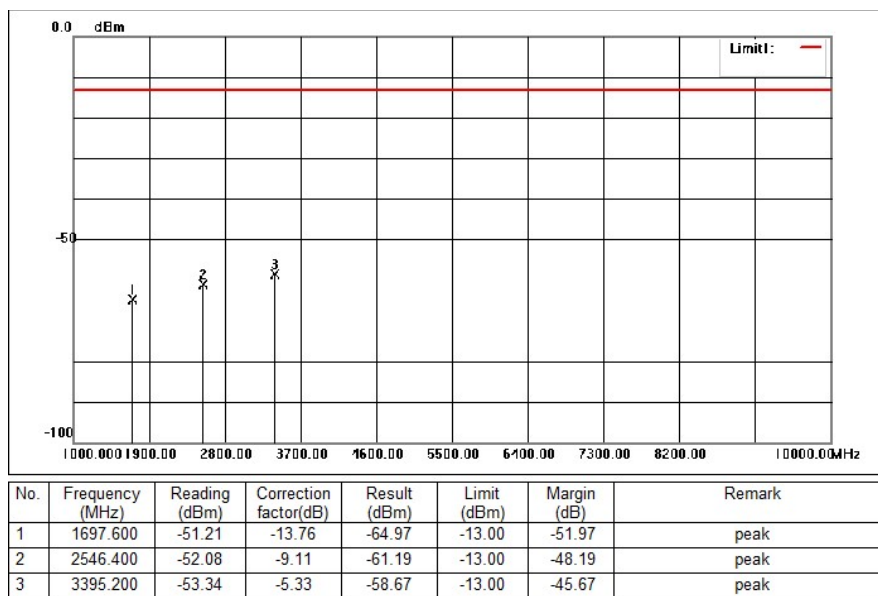 0.0 dBm
Limit1:
1
2
3
-50
-100
1000.000 1900.00 2800.00 3700.00 4600.00 5500.00 6400.00 7300.00 8200.00 10000.00 MHz
No. Frequency (MHz) Reading (dBm) Correction factor(dB) Result (dBm) Limit (dBm) Margin (dB) Remark
1 1697.600 -51.21 -13.76 -64.97 -13.00 -51.97 peak
2 2546.400 -52.08 -9.11 -61.19 -13.00 -48.19 peak
3 3395.200 -53.34 -5.33 -58.67 -13.00 -45.67 peak